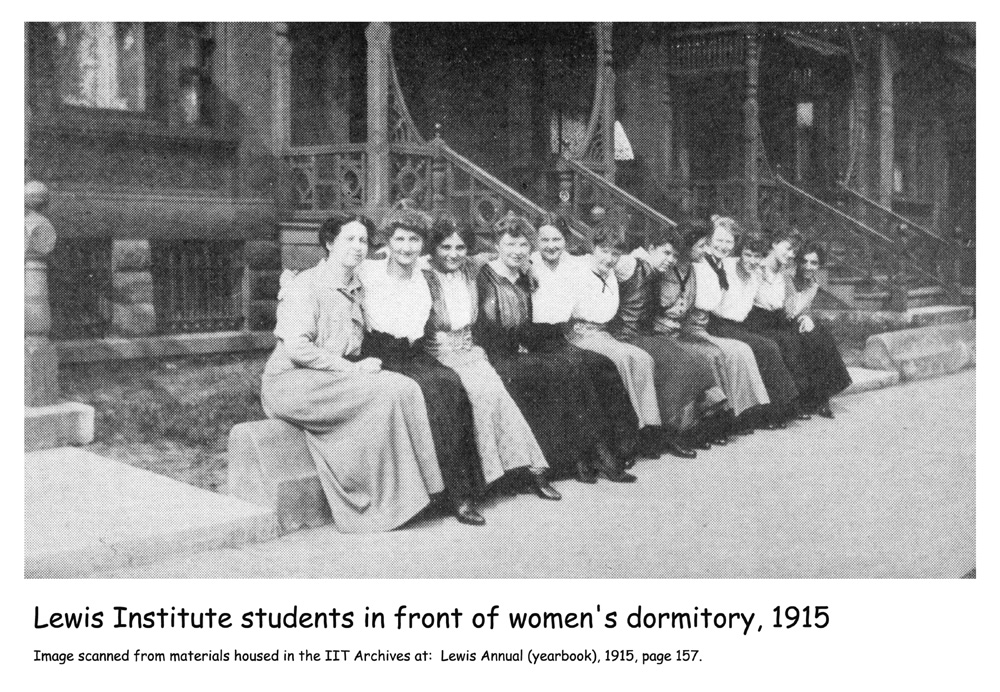 Lewis Institute students in front of women's dormitory, 1915
Image scanned from materials housed in the IIT Archives at:  Lewis Annual (yearbook), 1915, page 157.